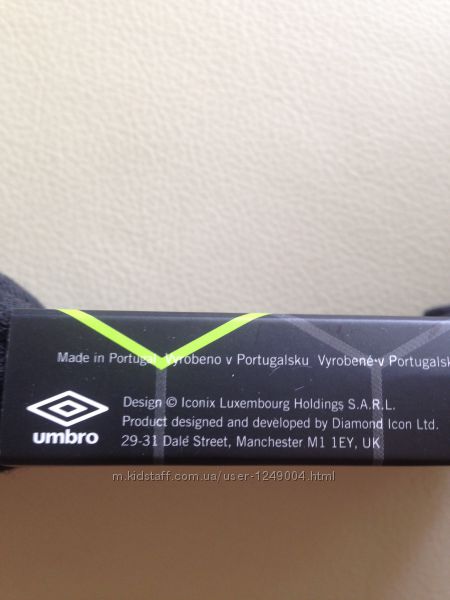 Made in Portugal Vyrobeno v Portugalsku Vyrobené v Portugalsk
Design © Iconix Luxembourg Holdings S.A.R.L.
Product designed and developed by Diamond Icon Ltd.
29-31 Dale Street, Manchester M1 1EY, UK
umbro
m.kidstaff.com.ua/user-1249004.html